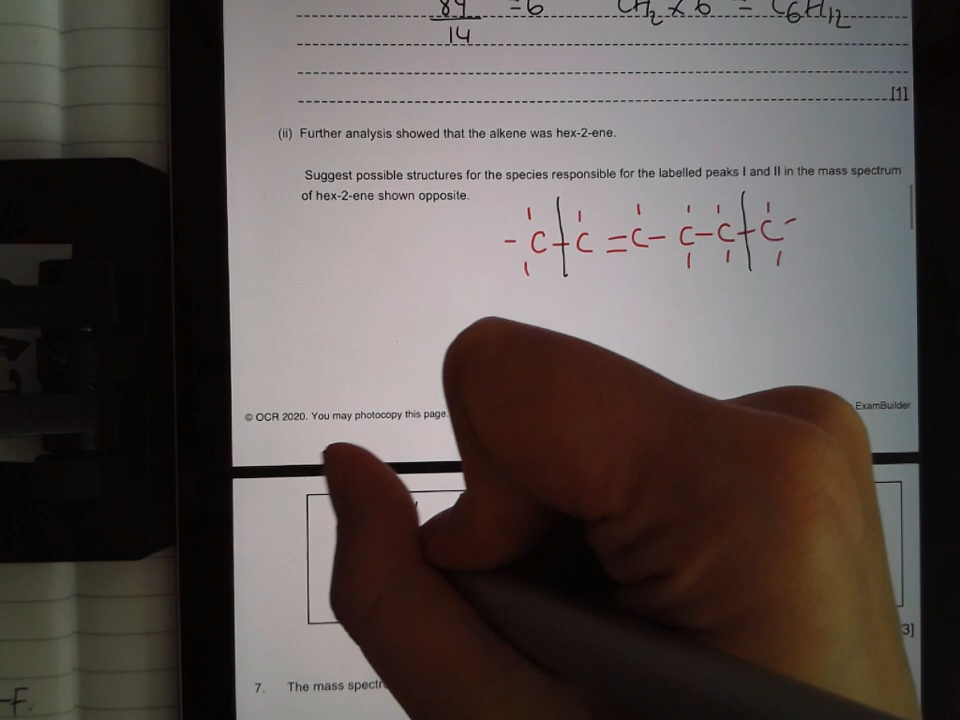 84/14 = 6 CH2 x 6 = C6H12
[1]
(ii) Further analysis showed that the alkene was hex-2-ene.
Suggest possible structures for the species responsible for the labelled peaks I and II in the mass spectrum
of hex-2-ene shown opposite.
- C - C = C - C - C - C -
© OCR 2020. You may photocopy this page.
ExamBuilder
3]
7. The mass spectr
-F.